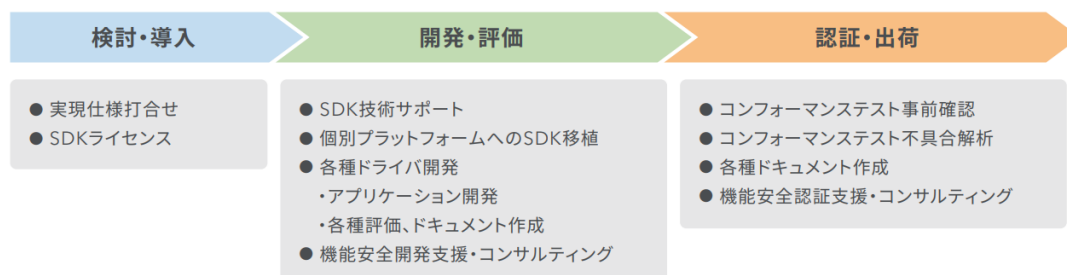 検討・導入
開発・評価
認証・出荷
● 実現仕様打合せ
● SDKライセンス
● SDK技術サポート
● 個別プラットフォームへのSDK移植
● 各種ドライバ開発
・アプリケーション開発
・各種評価、ドキュメント作成
● 機能安全開発支援・コンサルティング
● コンフォーマンステスト事前確認
● コンフォーマンステスト不具合解析
● 各種ドキュメント作成
● 機能安全認証支援・コンサルティング